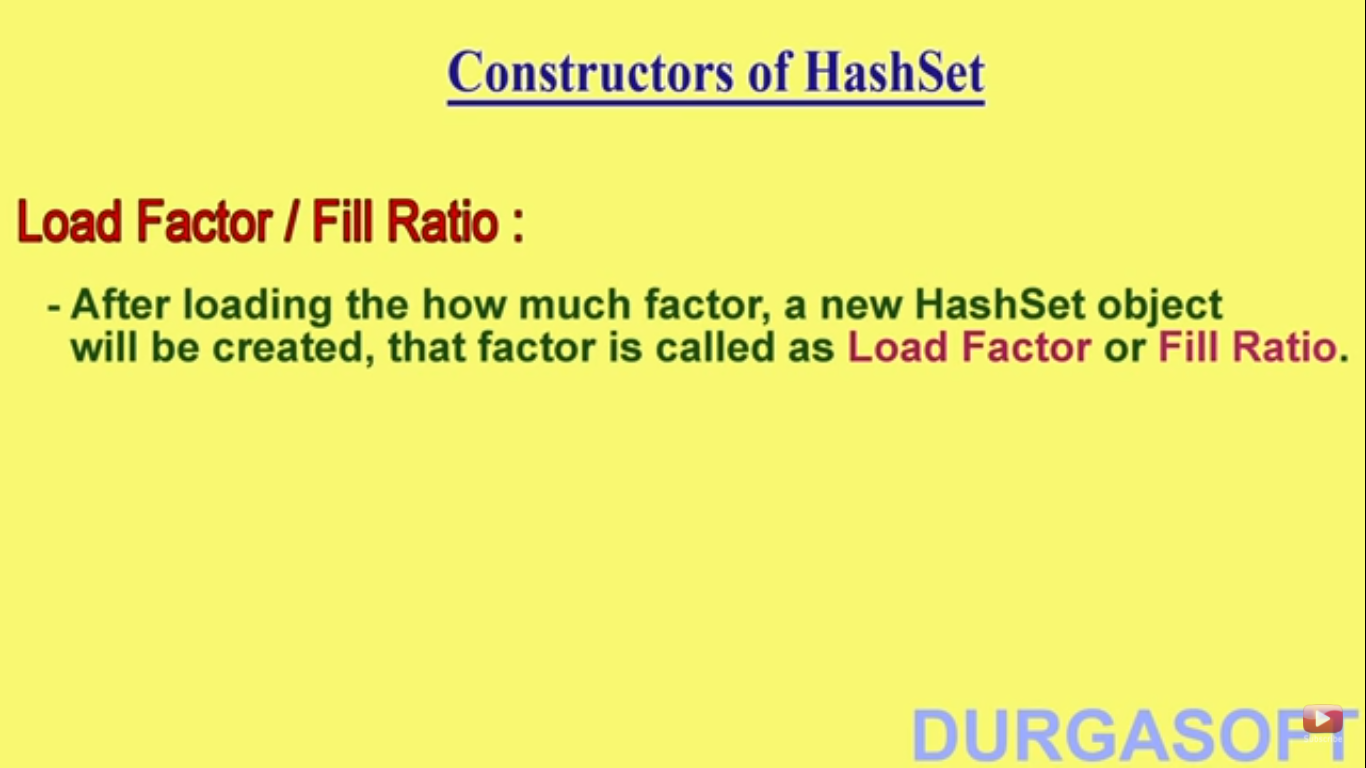 Constructors of HashSet
Load Factor / Fill Ratio :
- After loading the how much factor, a new HashSet object
will be created, that factor is called as Load Factor or Fill Ratio.
DURGASOFT